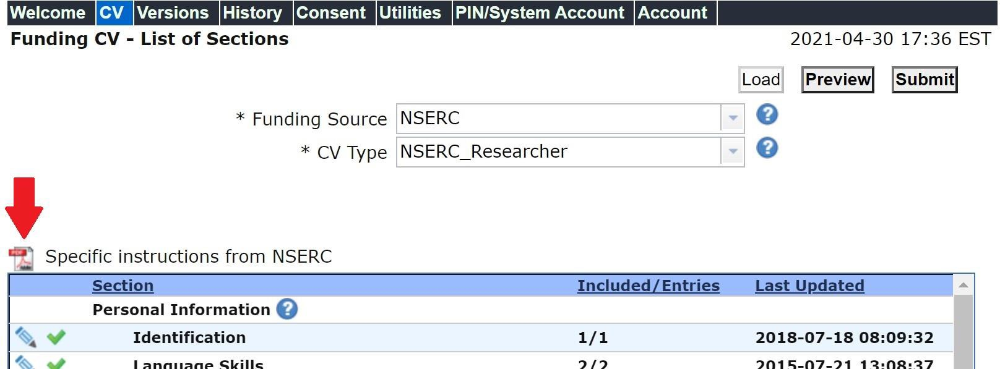 Welcome CV Versions History Consent Utilities PIN/System Account Account
Funding CV - List of Sections 2021-04-30 17:36 EST
Load Preview Submit
* Funding Source NSERC ?
* CV Type NSERC_Researcher ?
PDF Specific instructions from NSERC
Section Included/Entries Last Updated
Personal Information ?
Identification 1/1 2018-07-18 08:09:32
Language Skills 2/2 2015-07-21 13:08:37